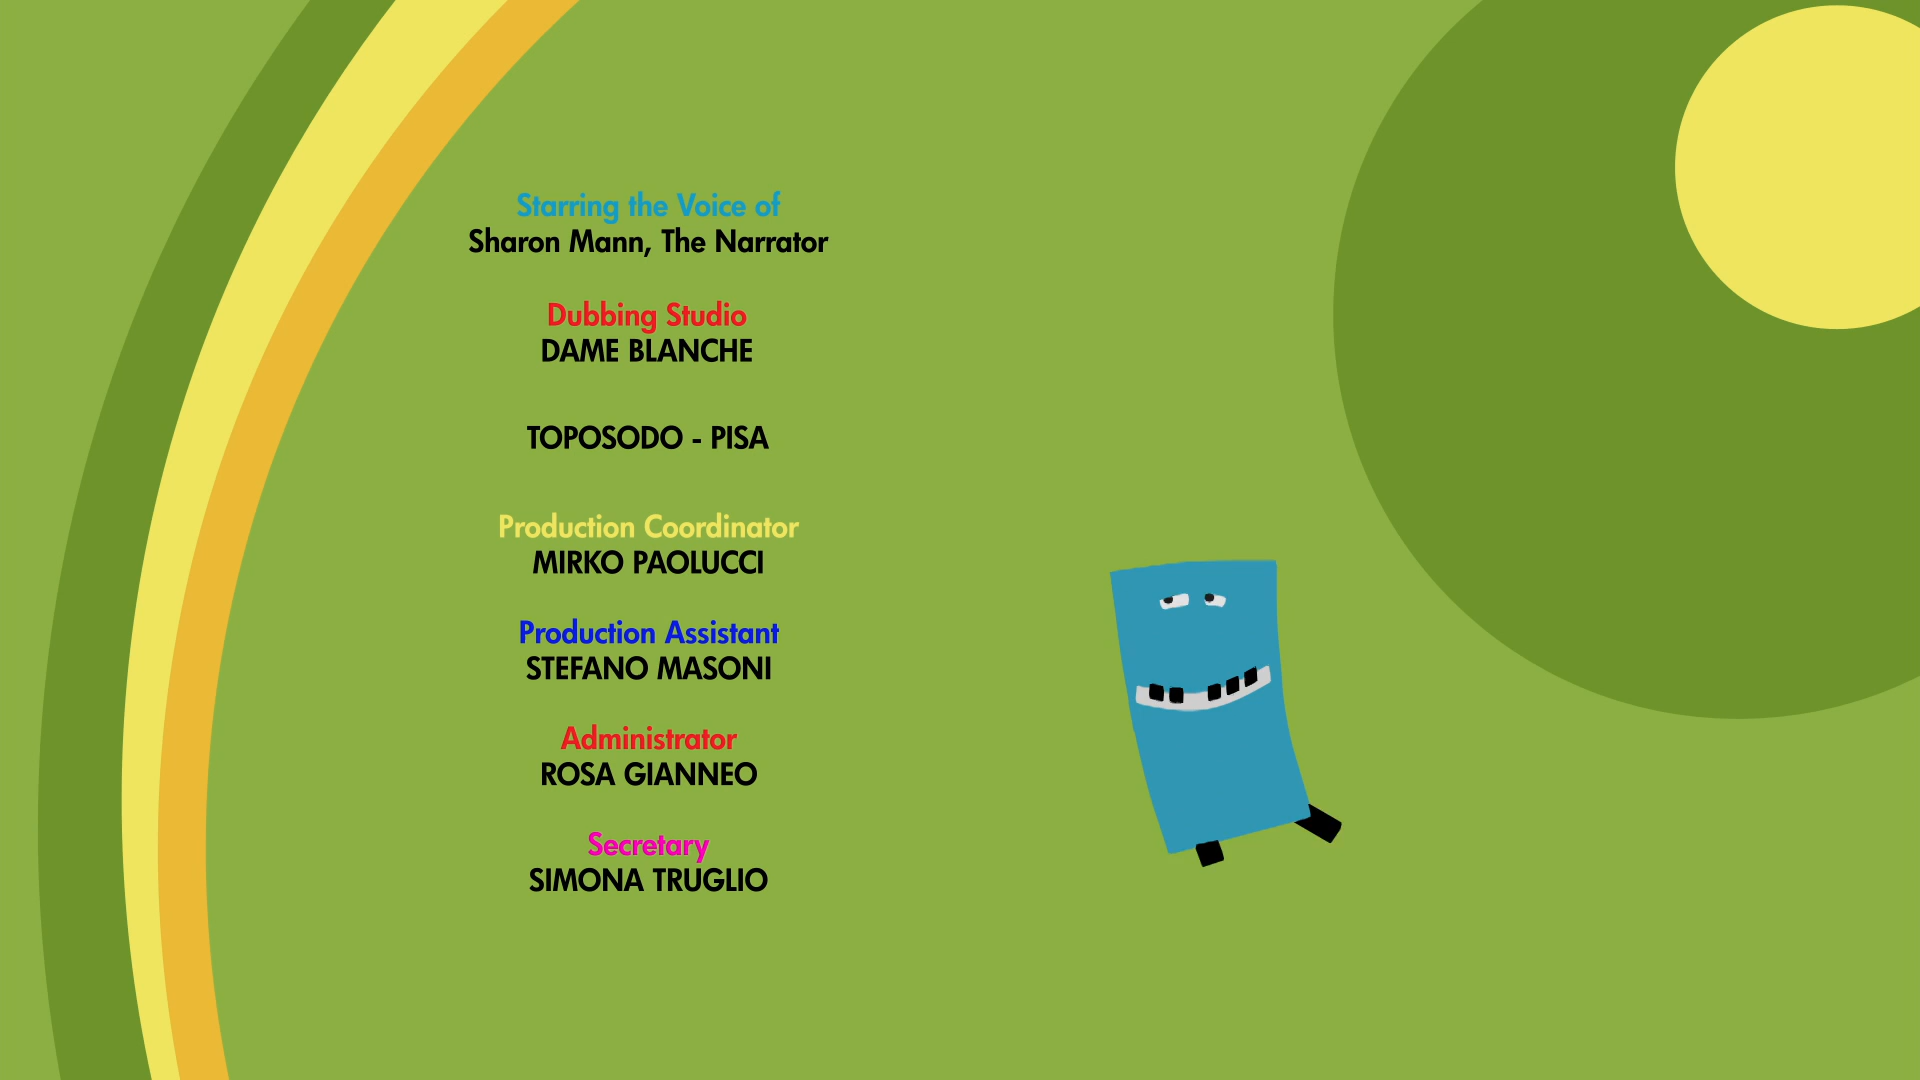 Starring the Voice of
Sharon Mann, The Narrator
Dubbing Studio
DAME BLANCHE
TOPOSODO - PISA
Production Coordinator
MIRKO PAOLUCCI
Production Assistant
STEFANO MASONI
Administrator
ROSA GIANNEO
Secretary
SIMONA TRUGLIO